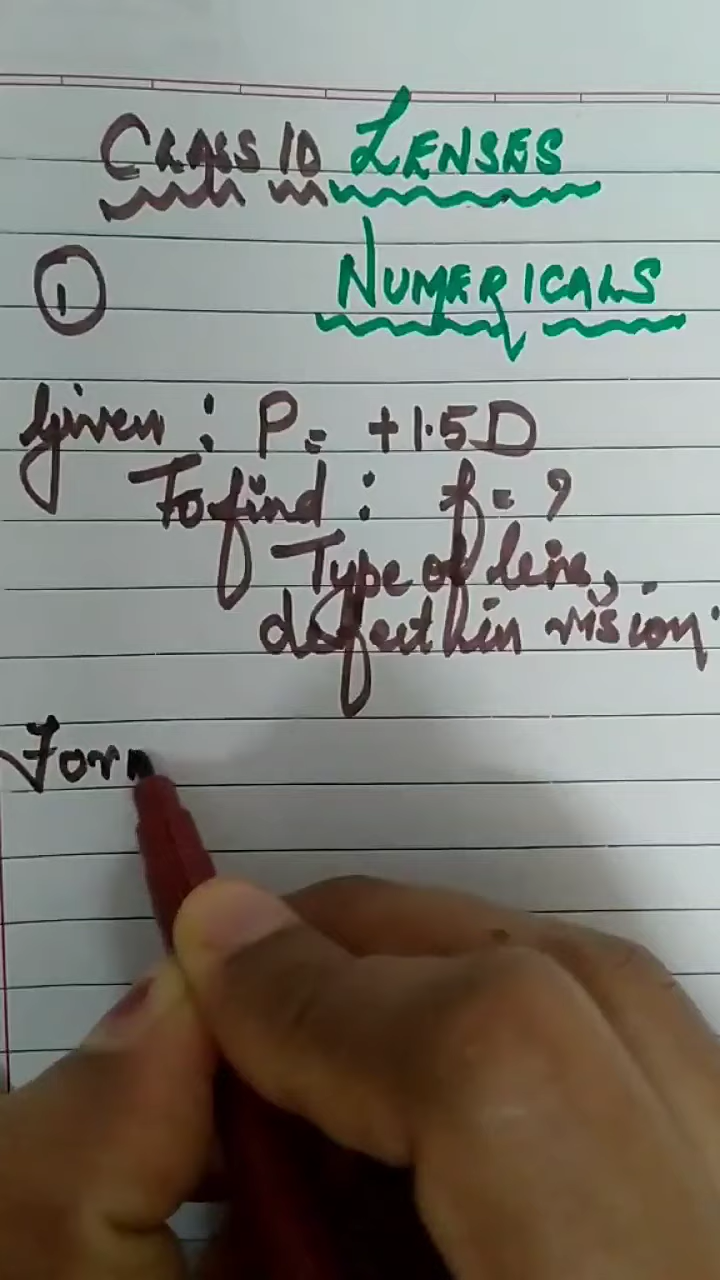 CLASS 10 LENSES
1 NUMERICALS
Given : P = +1.5D
To find : f = ?
Type of lens,
defect in vision.
Form